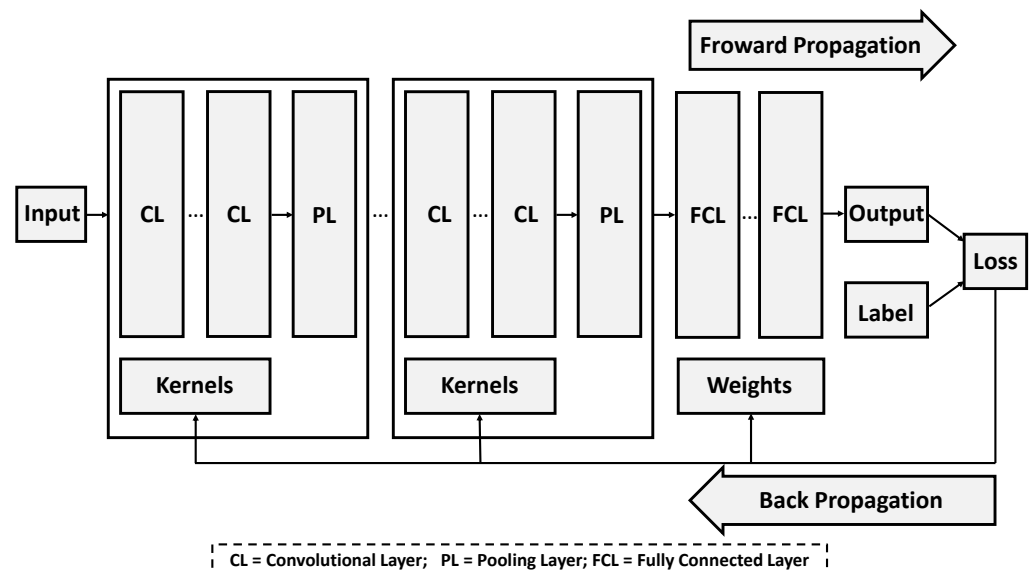 Froward Propagation
Input
CL
...
CL
PL
...
CL
...
CL
PL
FCL
...
FCL
Output
Label
Loss
Kernels
Kernels
Weights
Back Propagation
CL = Convolutional Layer; PL = Pooling Layer; FCL = Fully Connected Layer